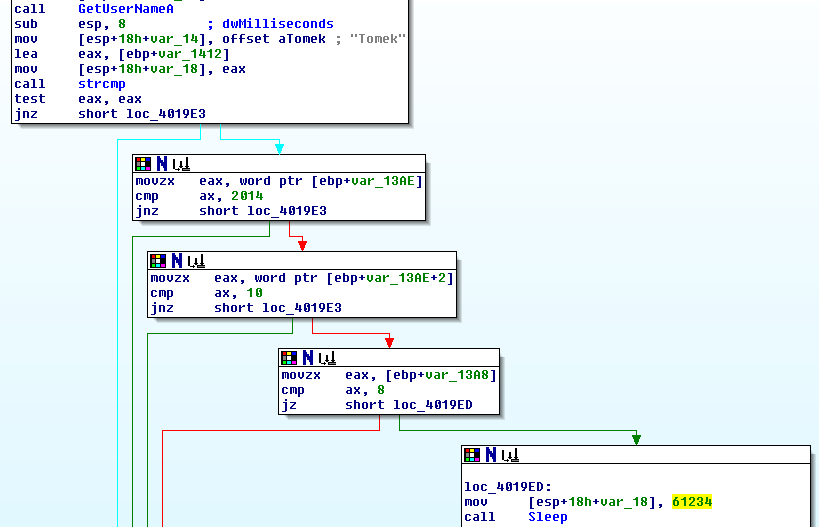 call GetUserNameA
sub esp, 8 ; dwMilliseconds
mov [esp+18h+var_14], offset aTomek ; "Tomek"
lea eax, [ebp+var_1412]
mov [esp+18h+var_18], eax
call strcmp
test eax, eax
jnz short loc_4019E3
movzx eax, word ptr [ebp+var_13AE]
cmp ax, 2014
jnz short loc_4019E3
movzx eax, word ptr [ebp+var_13AE+2]
cmp ax, 10
jnz short loc_4019E3
movzx eax, [ebp+var_13A8]
cmp ax, 8
jz short loc_4019ED
loc_4019ED:
mov [esp+18h+var_18], 61234
call Sleep